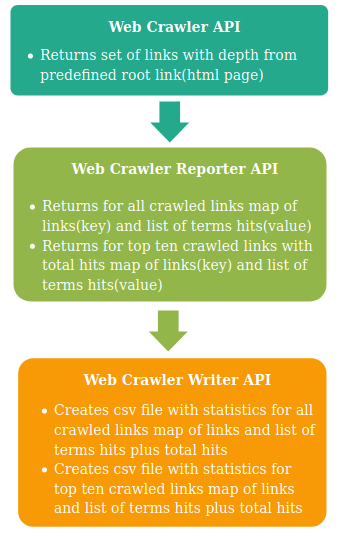 Web Crawler API
• Returns set of links with depth from
predefined root link(html page)
Web Crawler Reporter API
• Returns for all crawled links map of
links(key) and list of terms hits(value)
• Returns for top ten crawled links with
total hits map of links(key) and list of
terms hits(value)
Web Crawler Writer API
• Creates csv file with statistics for all
crawled links map of links and list of
terms hits plus total hits
• Creates csv file with statistics for
top ten crawled links map of links
and list of terms hits plus total hits